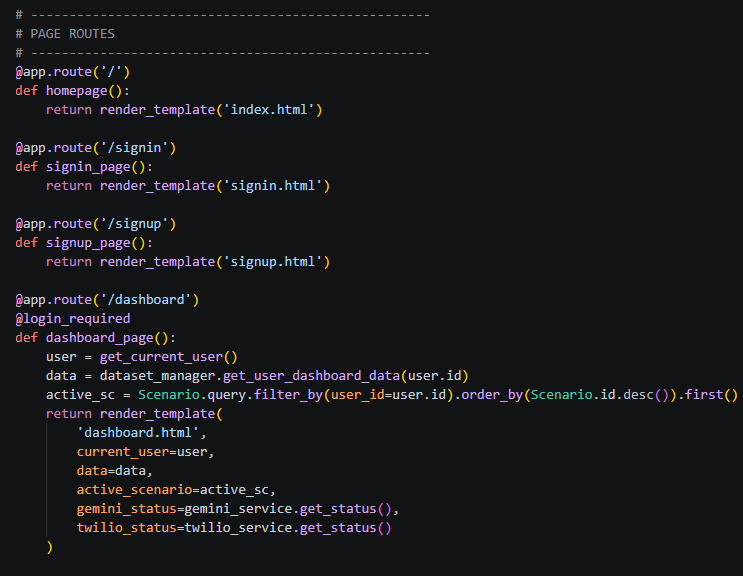 # ----------------------------------------------------
# PAGE ROUTES
# ----------------------------------------------------
@app.route('/')
def homepage():
    return render_template('index.html')

@app.route('/signin')
def signin_page():
    return render_template('signin.html')

@app.route('/signup')
def signup_page():
    return render_template('signup.html')

@app.route('/dashboard')
@login_required
def dashboard_page():
    user = get_current_user()
    data = dataset_manager.get_user_dashboard_data(user.id)
    active_sc = Scenario.query.filter_by(user_id=user.id).order_by(Scenario.id.desc()).first()
    return render_template(
        'dashboard.html',
        current_user=user,
        data=data,
        active_scenario=active_sc,
        gemini_status=gemini_service.get_status(),
        twilio_status=twilio_service.get_status()
    )